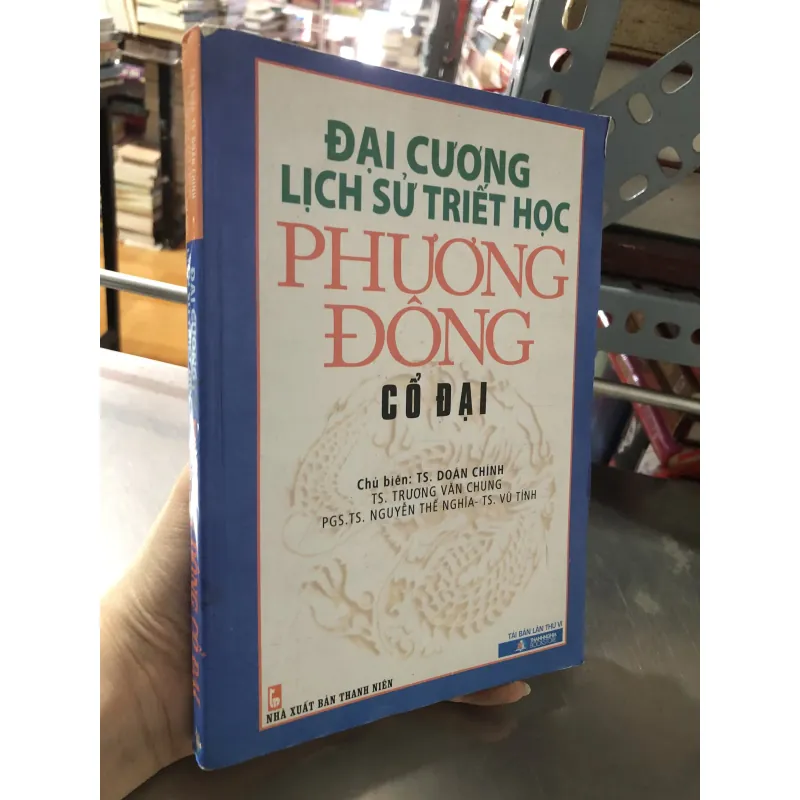 ĐẠI CƯƠNG
LỊCH SỬ TRIẾT HỌC
PHƯƠNG
ĐÔNG
CỔ ĐẠI
Chủ biên: TS. DOÃN CHÍNH
TS. TRƯƠNG VĂN CHUNG
PGS.TS. NGUYỄN THẾ NGHĨA- TS. VŨ TÌNH
TÁI BẢN LẦN THỨ VI
NHÀ XUẤT BẢN THANH NIÊN